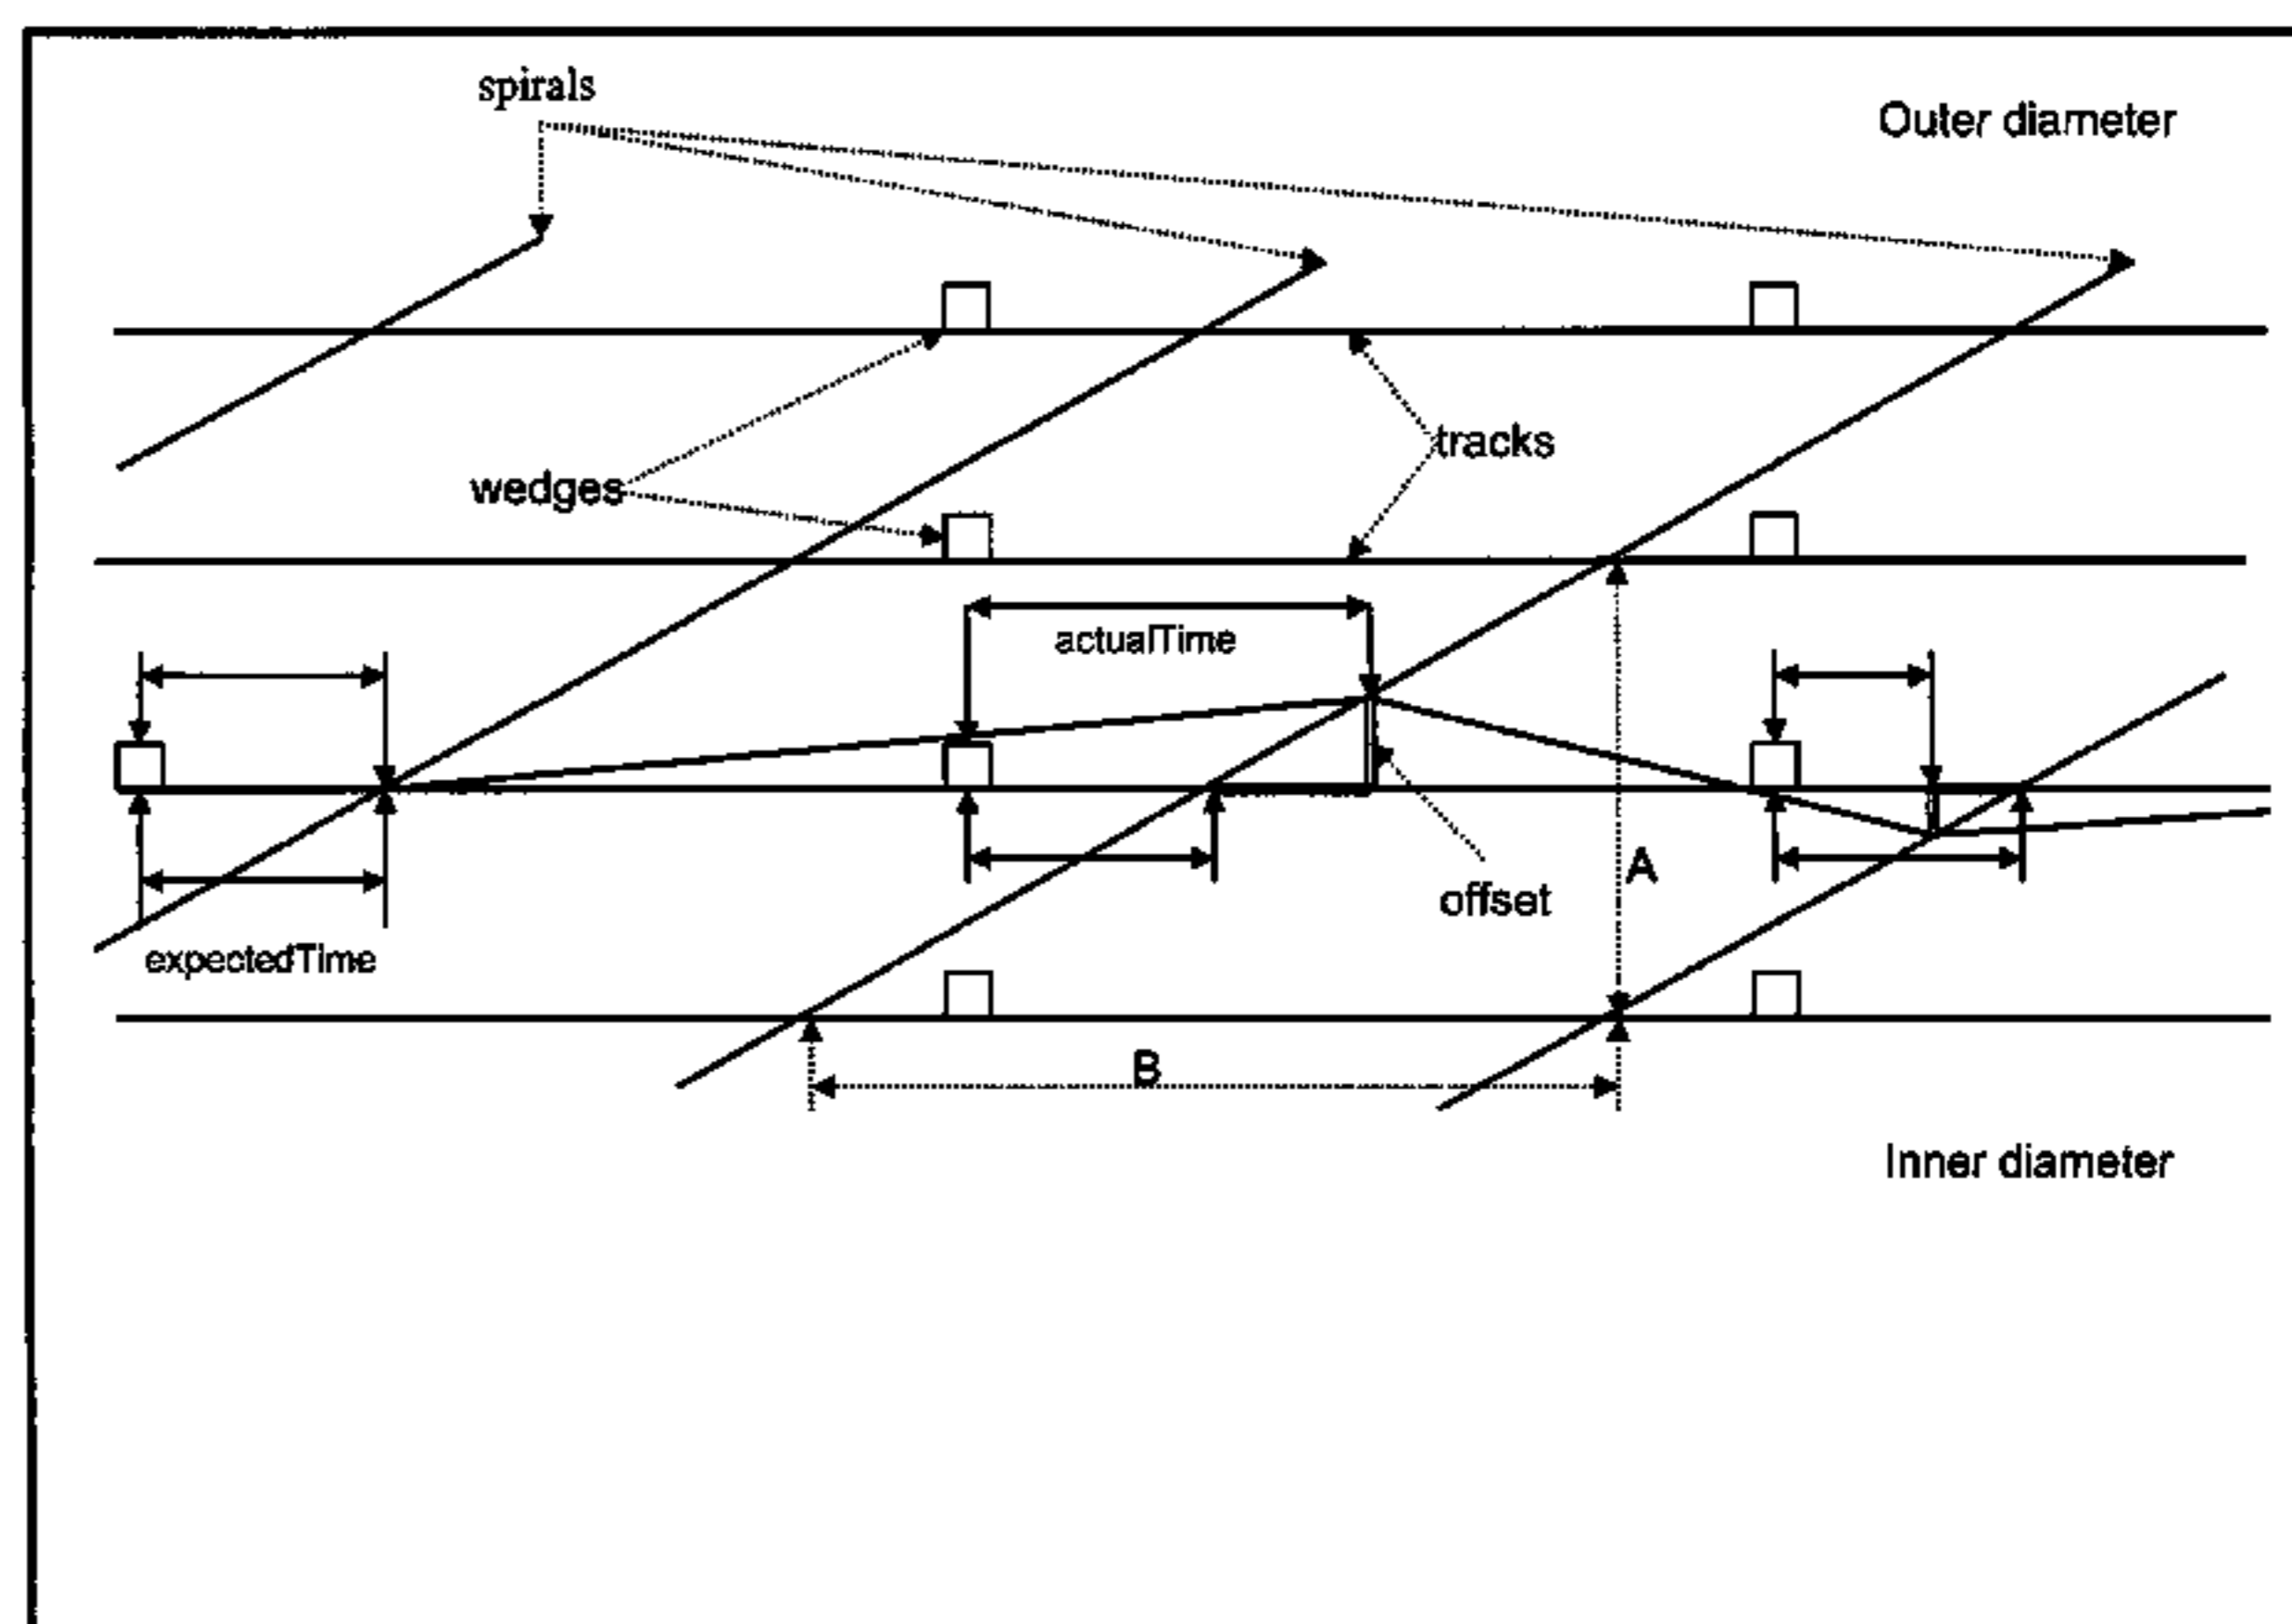 spirals
Outer diameter
tracks
wedges
actualTime
A
offset
expectedTime
B
Inner diameter